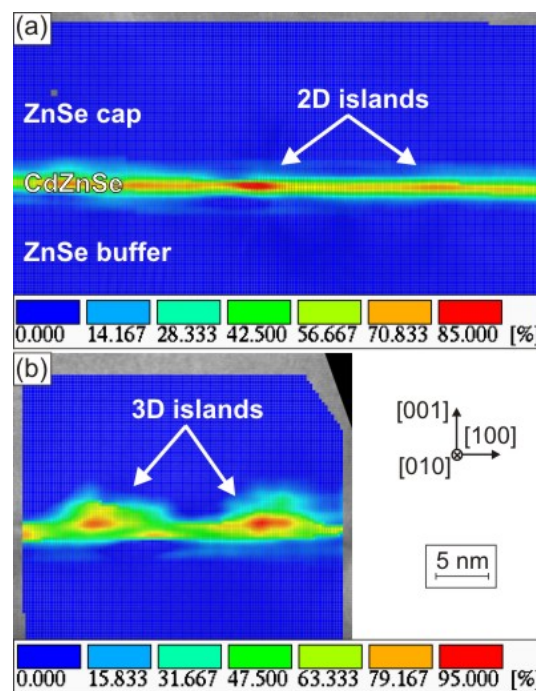 (a)
2D islands
ZnSe cap
CdZnSe
ZnSe buffer
0.000 14.167 28.333 42.500 56.667 70.833 85.000 [%]
(b)
3D islands
[001]
[100]
[010]
5 nm
0.000 15.833 31.667 47.500 63.333 79.167 95.000 [%]